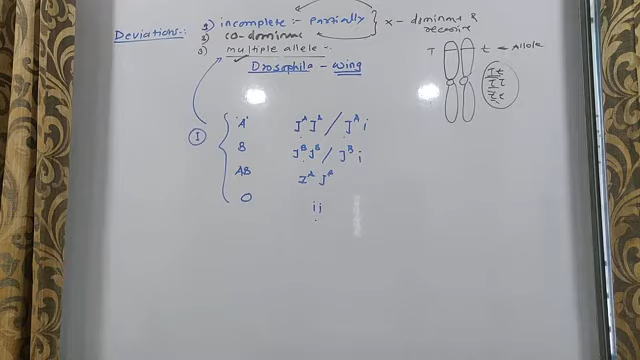 Deviations:-
1) incomplete :- Partially
2) co-dominance
3) multiple allele :-
x - dominant & recessive
Drosophila - wing
T t = Allele
Tt
TT
tt
I
'A' IᴬIᴬ / Iᴬi
B IᴮIᴮ / Iᴮi
AB IᴬIᴮ
O ii